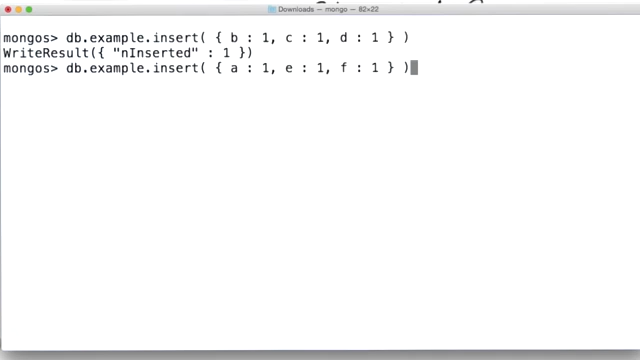 Downloads — mongo — 82×22
mongos> db.example.insert( { b : 1, c : 1, d : 1 } )
WriteResult({ "nInserted" : 1 })
mongos> db.example.insert( { a : 1, e : 1, f : 1 } )